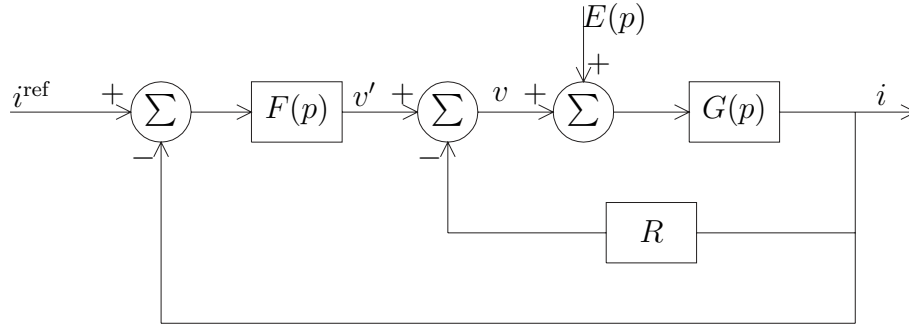 E(p)
+
i^ref + Σ F(p) v′ + Σ v + Σ G(p) i
− −
R